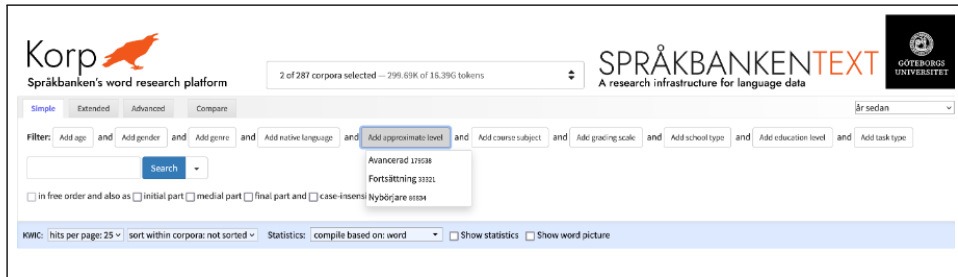 Korp
Språkbanken's word research platform
2 of 287 corpora selected — 299.69K of 16.39G tokens
SPRÅKBANKENTEXT
A research infrastructure for language data
GÖTEBORGS
UNIVERSITET
Simple Extended Advanced Compare
år sedan
Filter: Add age and Add gender and Add genre and Add native language and Add approximate level and Add course subject and Add grading scale and Add school type and Add education level and Add task type
Avancerad 179538
Search
Fortsättning 33321
in free order and also as initial part medial part final part and case-insensi
Nybörjare
KWIC: hits per page: 25 sort within corpora: not sorted Statistics: compile based on: word Show statistics Show word picture